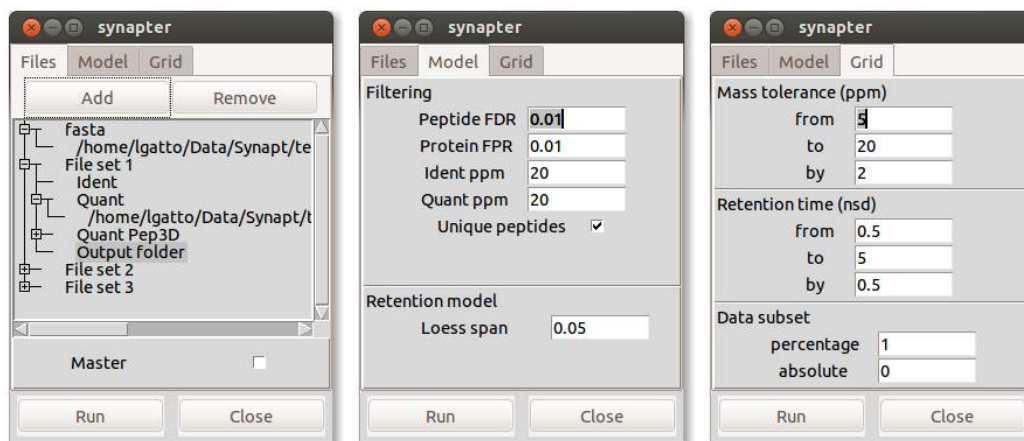 synapter
Files Model Grid
Add Remove
fasta
/home/lgatto/Data/Synapt/te
File set 1
Ident
Quant
/home/lgatto/Data/Synapt/t
Quant Pep3D
Output folder
File set 2
File set 3
Master
Run Close
synapter
Files Model Grid
Filtering
Peptide FDR 0.01
Protein FPR 0.01
Ident ppm 20
Quant ppm 20
Unique peptides
Retention model
Loess span 0.05
Run Close
synapter
Files Model Grid
Mass tolerance (ppm)
from 5
to 20
by 2
Retention time (nsd)
from 0.5
to 5
by 0.5
Data subset
percentage 1
absolute 0
Run Close